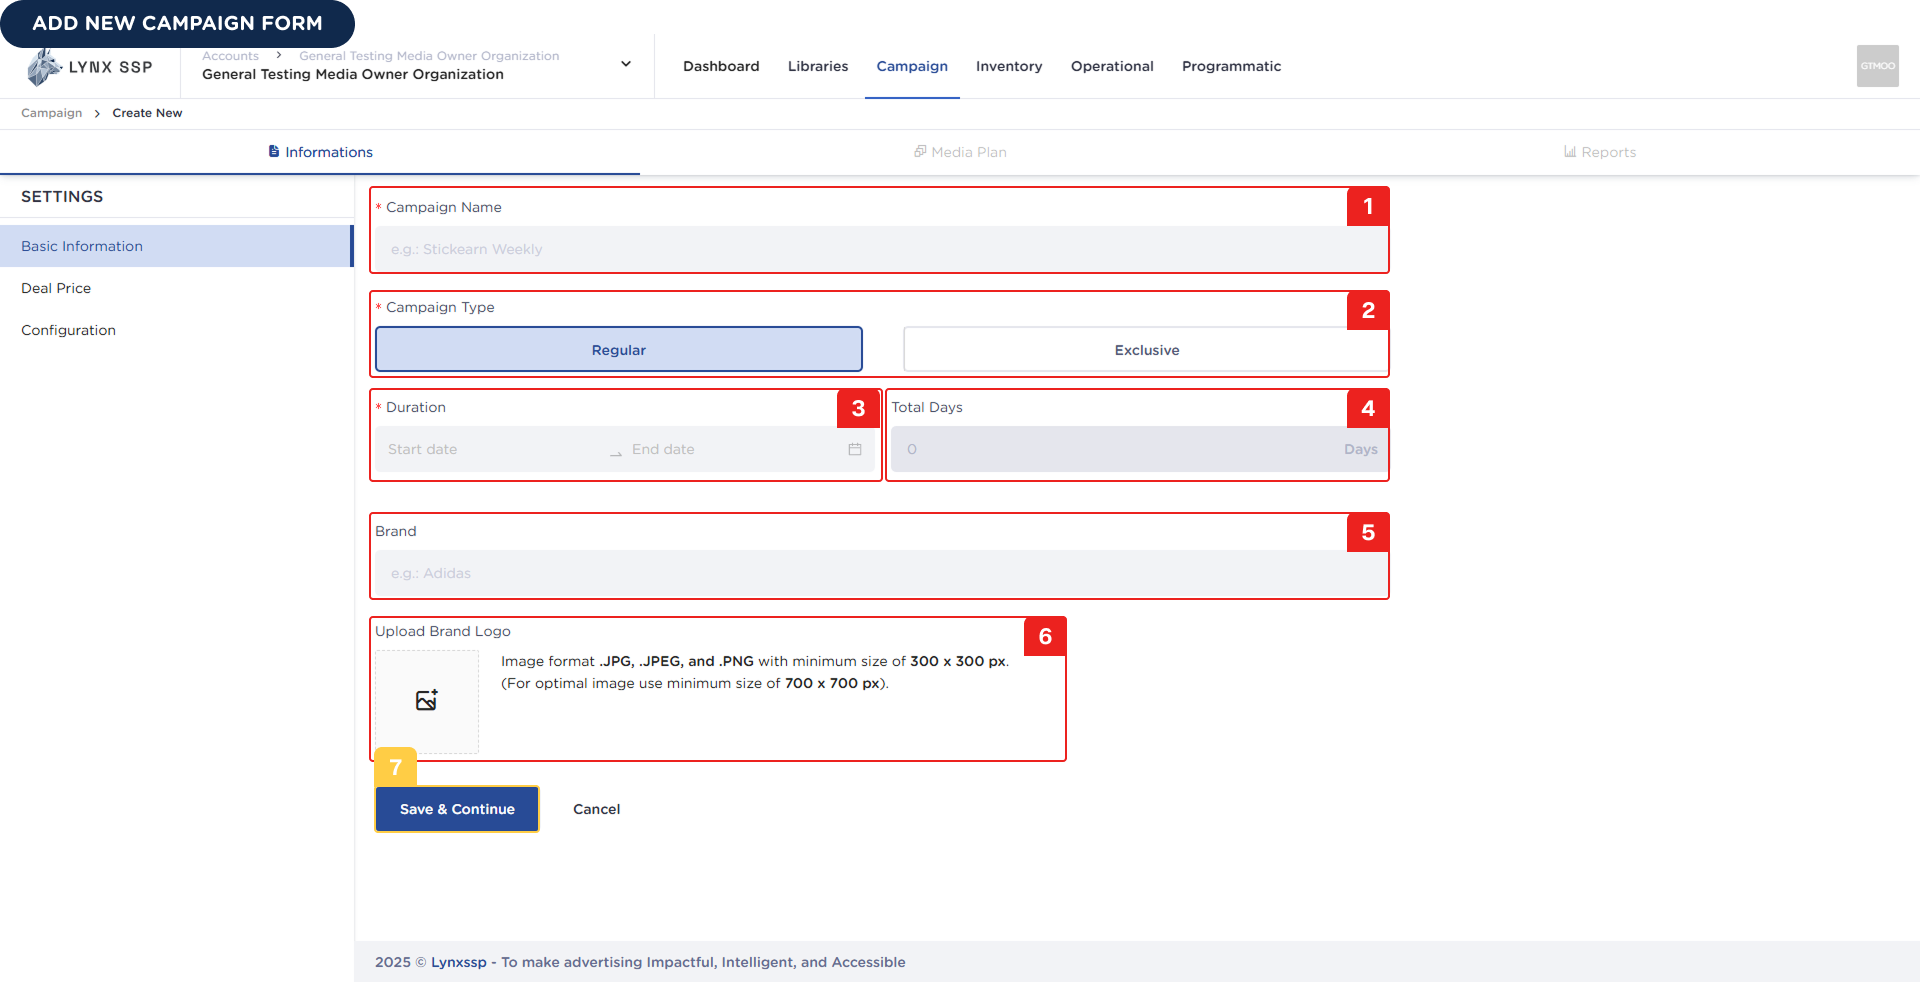 ADD NEW CAMPAIGN FORM
LYNX SSP
Accounts > General Testing Media Owner Organization
General Testing Media Owner Organization
Dashboard Libraries Campaign Inventory Operational Programmatic
GTMOO
Campaign > Create New
Informations Media Plan Reports
SETTINGS
Basic Information
Deal Price
Configuration
* Campaign Name 1
e.g.: Stickearn Weekly
* Campaign Type 2
Regular Exclusive
* Duration 3
Start date → End date
Total Days 4
0 Days
Brand 5
e.g.: Adidas
Upload Brand Logo 6
Image format .JPG, .JPEG, and .PNG with minimum size of 300 x 300 px.
(For optimal image use minimum size of 700 x 700 px).
7
Save & Continue Cancel
2025 © Lynxssp - To make advertising Impactful, Intelligent, and Accessible